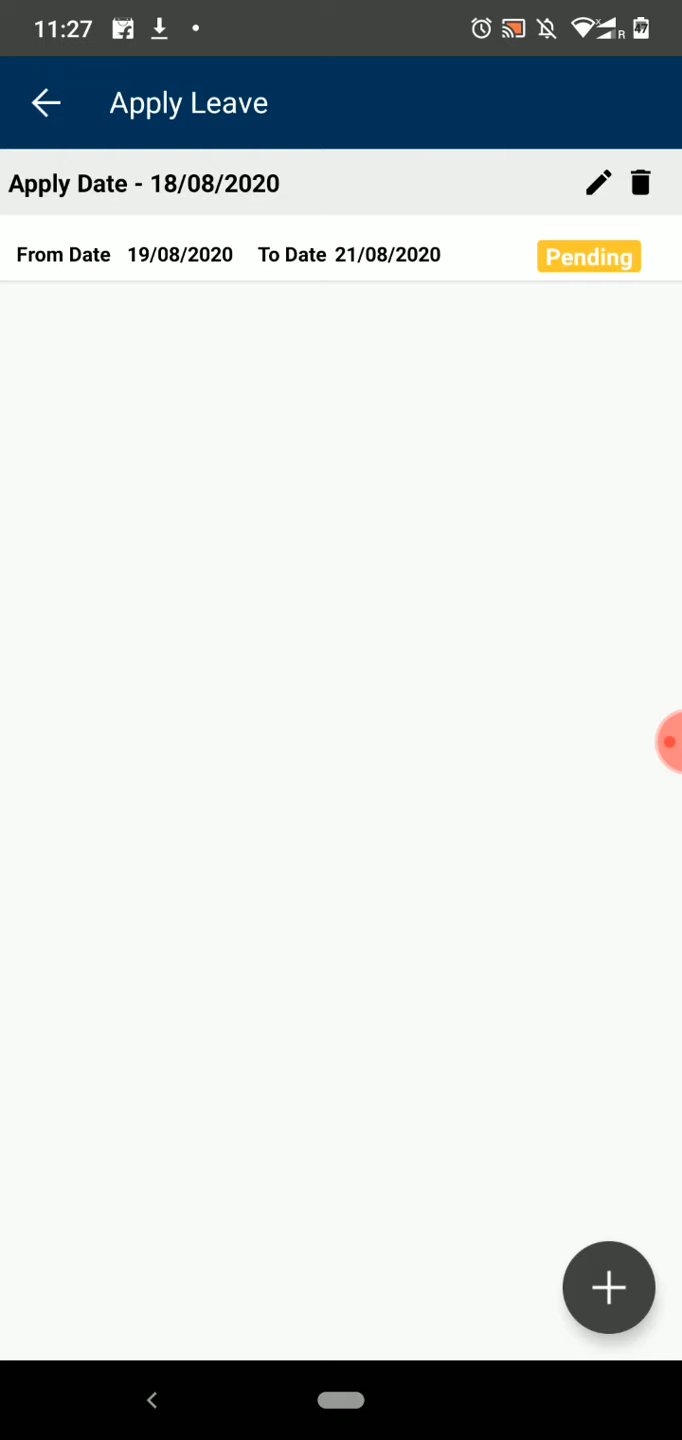 11:27 R 47
Apply Leave
Apply Date - 18/08/2020
From Date 19/08/2020 To Date 21/08/2020 Pending